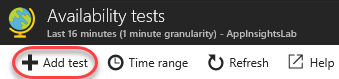 Availability tests
Last 16 minutes (1 minute granularity) - AppInsightsLab
Add test Time range Refresh Help